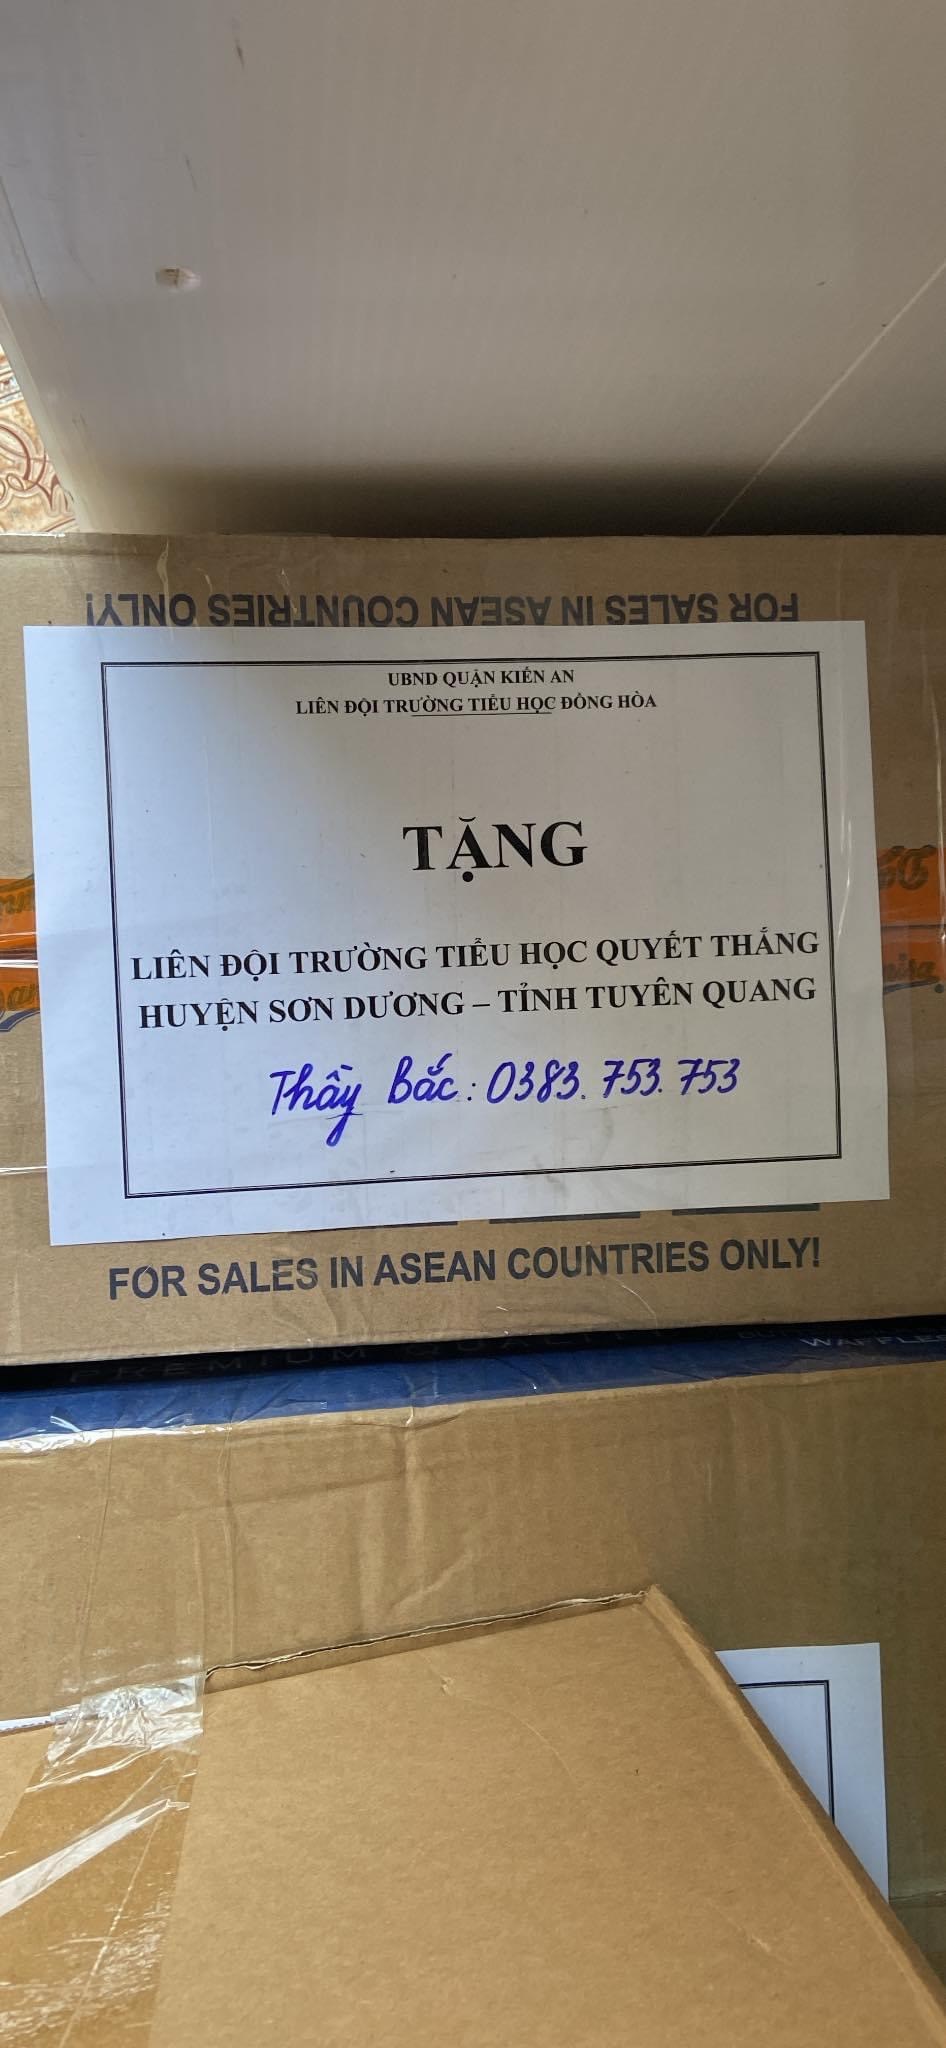 FOR SALES IN ASEAN COUNTRIES ONLY!
UBND QUẬN KIẾN AN
LIÊN ĐỘI TRƯỜNG TIỂU HỌC ĐỒNG HÒA
TẶNG
LIÊN ĐỘI TRƯỜNG TIỂU HỌC QUYẾT THẮNG
HUYỆN SƠN DƯƠNG – TỈNH TUYÊN QUANG
Thầy Bắc: 0383.753.753
FOR SALES IN ASEAN COUNTRIES ONLY!
PREMIUM QUALITY